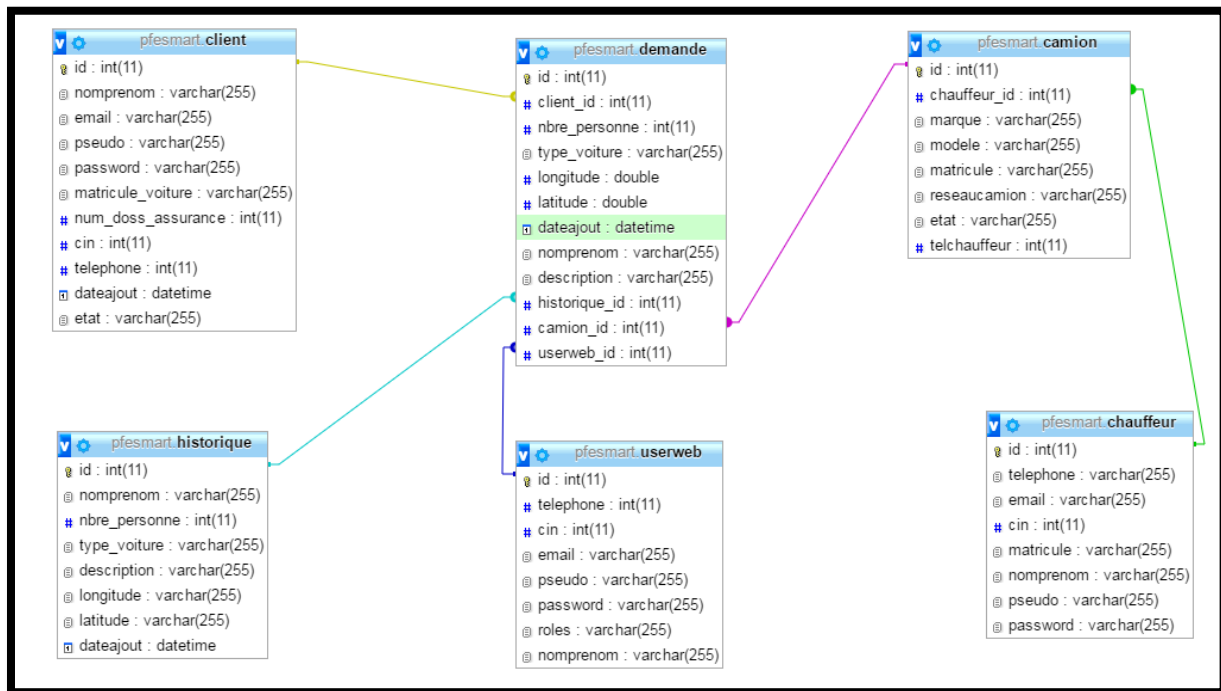 pfesmart.client
id : int(11)
nomprenom : varchar(255)
email : varchar(255)
pseudo : varchar(255)
password : varchar(255)
matricule_voiture : varchar(255)
num_doss_assurance : int(11)
cin : int(11)
telephone : int(11)
dateajout : datetime
etat : varchar(255)
pfesmart.demande
id : int(11)
client_id : int(11)
nbre_personne : int(11)
type_voiture : varchar(255)
longitude : double
latitude : double
dateajout : datetime
nomprenom : varchar(255)
description : varchar(255)
historique_id : int(11)
camion_id : int(11)
userweb_id : int(11)
pfesmart.camion
id : int(11)
chauffeur_id : int(11)
marque : varchar(255)
modele : varchar(255)
matricule : varchar(255)
reseaucamion : varchar(255)
etat : varchar(255)
telchauffeur : int(11)
pfesmart.historique
id : int(11)
nomprenom : varchar(255)
nbre_personne : int(11)
type_voiture : varchar(255)
description : varchar(255)
longitude : varchar(255)
latitude : varchar(255)
dateajout : datetime
pfesmart.userweb
id : int(11)
telephone : int(11)
cin : int(11)
email : varchar(255)
pseudo : varchar(255)
password : varchar(255)
roles : varchar(255)
nomprenom : varchar(255)
pfesmart.chauffeur
id : int(11)
telephone : varchar(255)
email : varchar(255)
cin : int(11)
matricule : varchar(255)
nomprenom : varchar(255)
pseudo : varchar(255)
password : varchar(255)